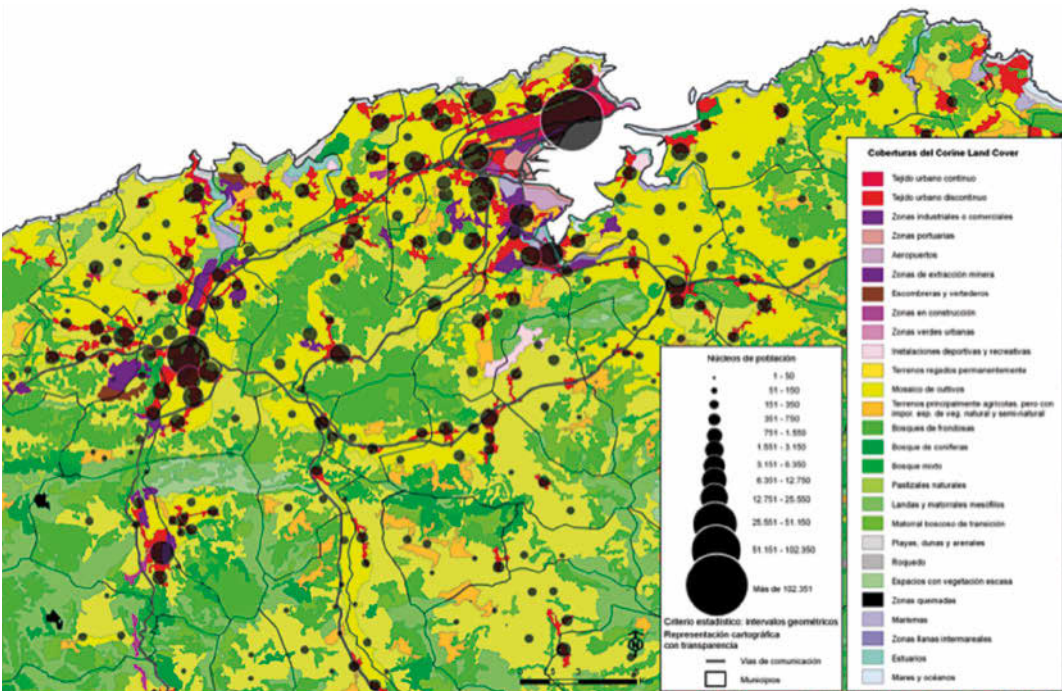 Coberturas del Corine Land Cover
Tejido urbano continuo
Tejido urbano discontinuo
Zonas industriales o comerciales
Zonas portuarias
Aeropuertos
Zonas de extracción minera
Escombreras y vertederos
Zonas en construcción
Zonas verdes urbanas
Instalaciones deportivas y recreativas
Terrenos regados permanentemente
Mosaico de cultivos
Terrenos principalmente agrícolas, pero con
impor. esp. de veg. natural y semi-natural
Bosques de frondosas
Bosque de coníferas
Bosque mixto
Pastizales naturales
Landas y matorrales mesófilos
Matorral boscoso de transición
Playas, dunas y arenales
Roquedo
Espacios con vegetación escasa
Zonas quemadas
Marismas
Zonas llanas intermareales
Estuarios
Mares y océanos
Núcleos de población
1 - 50
51 - 150
151 - 350
351 - 750
751 - 1.550
1.551 - 3.150
3.151 - 6.350
6.351 - 12.750
12.751 - 25.550
25.551 - 51.150
51.151 - 102.350
Más de 102.351
Criterio estadístico: intervalos geométricos
Representación cartográfica
con transparencia
Vías de comunicación
Municipios